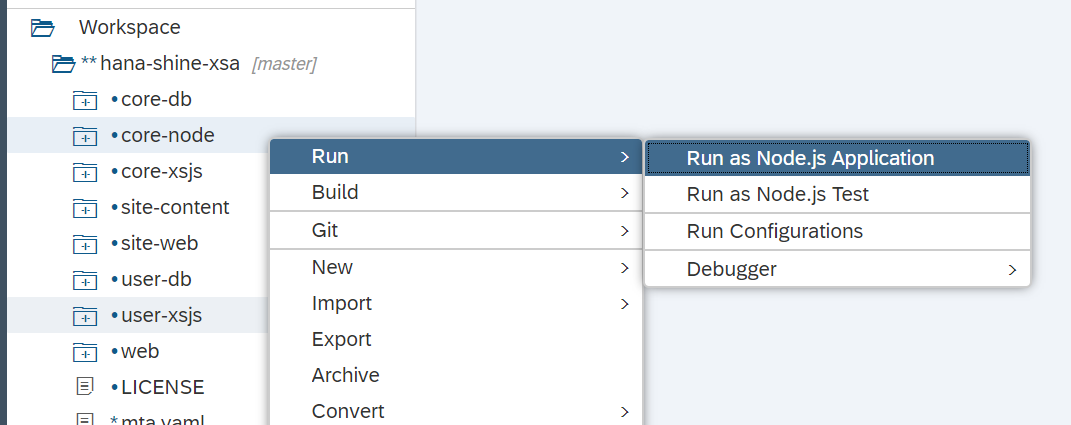 Workspace
** hana-shine-xsa [master]
•core-db
•core-node
•core-xsjs
•site-content
•site-web
•user-db
•user-xsjs
•web
•LICENSE
*mta.yaml
Run >
Build >
Git >
New >
Import >
Export
Archive
Convert >
Run as Node.js Application
Run as Node.js Test
Run Configurations
Debugger >